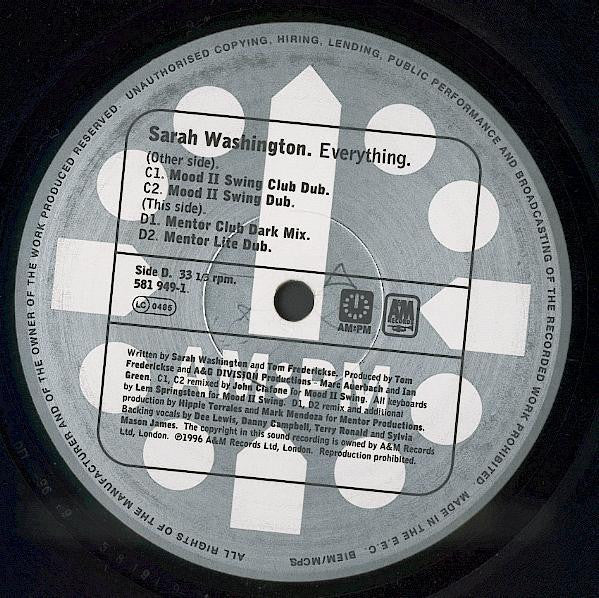 UNAUTHORISED COPYING, HIRING, LENDING, PUBLIC PERFORMANCE AND BROADCASTING OF THE RECORDED WORK PROHIBITED. MADE IN THE E.E.C. BIEM/MCPS
ALL RIGHTS OF THE MANUFACTURER AND OF THE OWNER OF THE WORK PRODUCED RESERVED.
Sarah Washington. Everything.
(Other side).
C1. Mood II Swing Club Dub.
C2. Mood II Swing Dub.
(This side).
D1. Mentor Club Dark Mix.
D2. Mentor Lite Dub.
Side D. 33 1/3 rpm.
581 949-1.
LC 0485
AM:PM
A&M
RECORDS
AM:PM
Written by Sarah Washington and Tom Frederickse. Produced by Tom
Frederickse and A&G DIVISION Productions - Marc Auerbach and Ian
Green. C1, C2 remixed by John Ciafone for Mood II Swing. All keyboards
by Lem Springsteen for Mood II Swing. D1, D2 remix and additional
production by Hippie Torrales and Mark Mendoza for Mentor Productions.
Backing vocals by Dee Lewis, Danny Campbell, Terry Ronald and Sylvia
Mason James. The copyright in this sound recording is owned by A&M Records
Ltd, London. ℗1996 A&M Records Ltd, London. Reproduction prohibited.